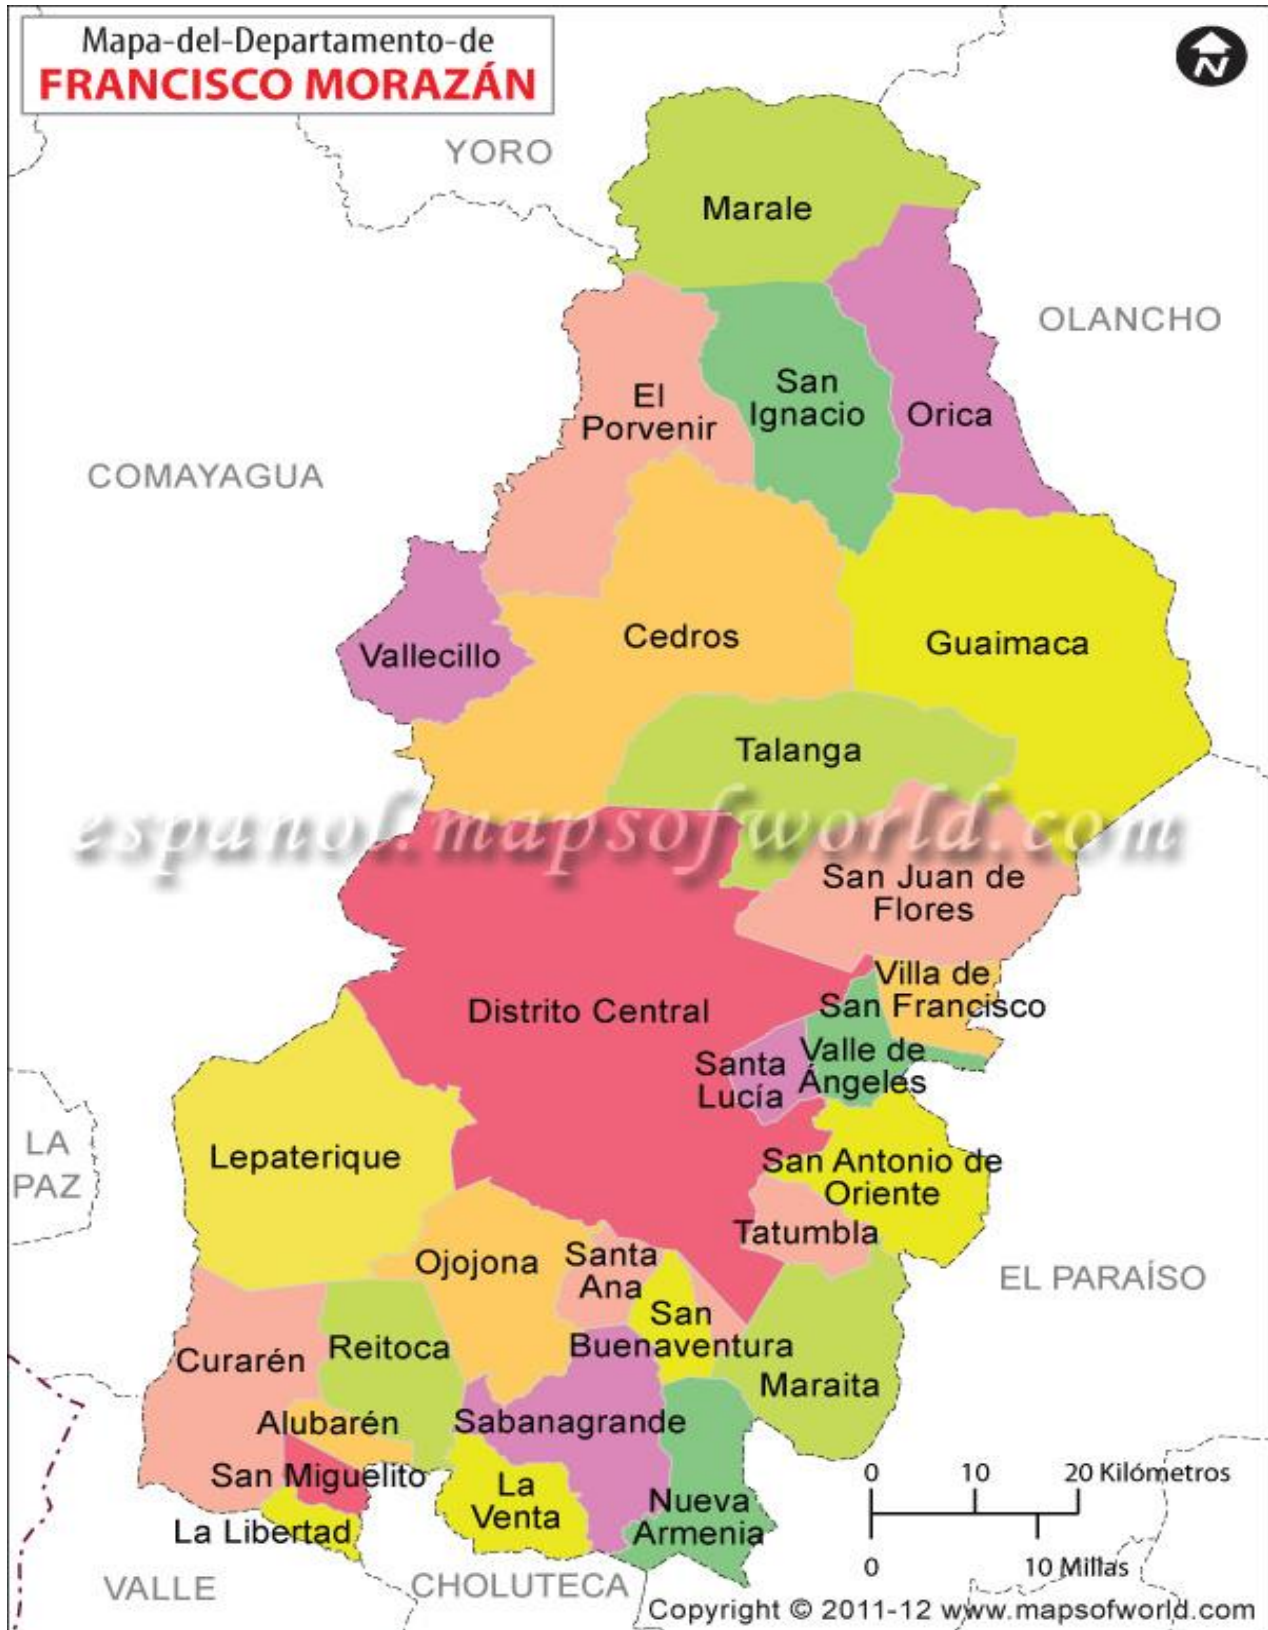 Mapa-del-Departamento-de
FRANCISCO MORAZÁN
N
YORO
Marale
OLANCHO
San
Ignacio
El
Porvenir
Orica
COMAYAGUA
Cedros
Guaimaca
Vallecillo
Talanga
espanol.mapsofworld.com
San Juan de
Flores
Villa de
San Francisco
Distrito Central
Santa
Lucía
Valle de
Ángeles
LA
PAZ
Lepaterique
San Antonio de
Oriente
Tatumbla
Ojojona
Santa
Ana
EL PARAÍSO
San
Buenaventura
Reitoca
Curarén
Maraita
Alubarén
Sabanagrande
San Miguelito
La
Venta
Nueva
Armenia
La Libertad
0 10 20 Kilómetros
0 10 Millas
VALLE
CHOLUTECA
Copyright © 2011-12 www.mapsofworld.com